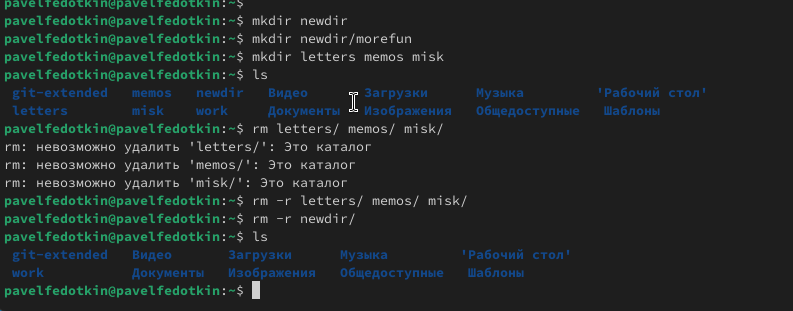 pavelfedotkin@pavelfedotkin:~$
pavelfedotkin@pavelfedotkin:~$ mkdir newdir
pavelfedotkin@pavelfedotkin:~$ mkdir newdir/morefun
pavelfedotkin@pavelfedotkin:~$ mkdir letters memos misk
pavelfedotkin@pavelfedotkin:~$ ls
git-extended memos newdir Видео Загрузки Музыка 'Рабочий стол'
letters misk work Документы Изображения Общедоступные Шаблоны
pavelfedotkin@pavelfedotkin:~$ rm letters/ memos/ misk/
rm: невозможно удалить 'letters/': Это каталог
rm: невозможно удалить 'memos/': Это каталог
rm: невозможно удалить 'misk/': Это каталог
pavelfedotkin@pavelfedotkin:~$ rm -r letters/ memos/ misk/
pavelfedotkin@pavelfedotkin:~$ rm -r newdir/
pavelfedotkin@pavelfedotkin:~$ ls
git-extended Видео Загрузки Музыка 'Рабочий стол'
work Документы Изображения Общедоступные Шаблоны
pavelfedotkin@pavelfedotkin:~$